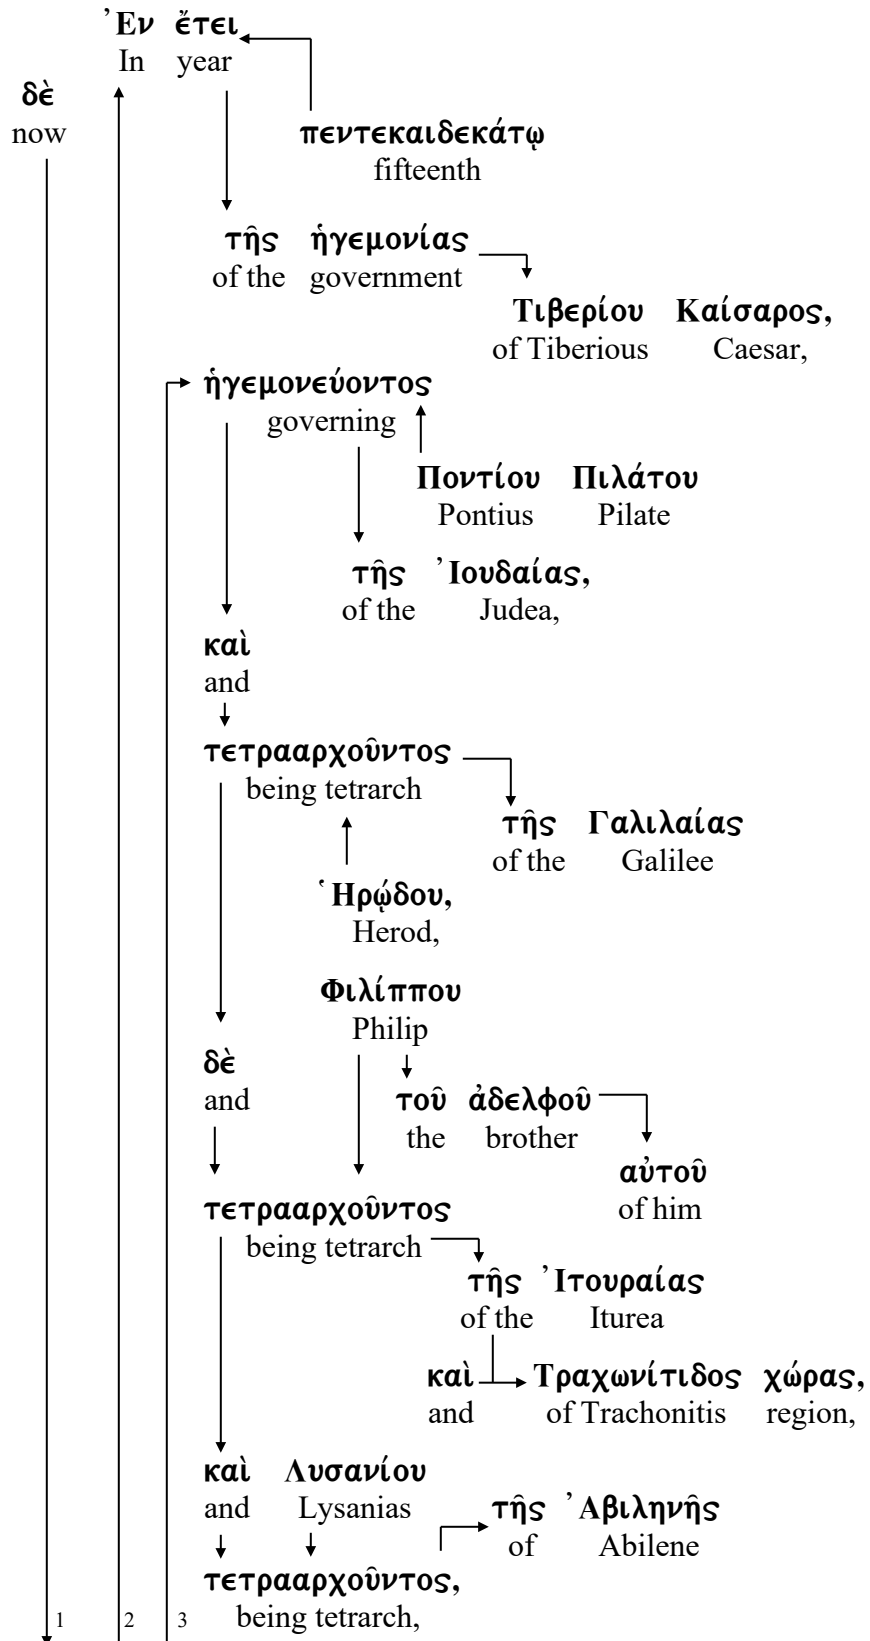 Ἐν ἔτει
In year
δὲ
now
πεντεκαιδεκάτῳ
fifteenth
τῆς ἡγεμονίας
of the government
Τιβερίου Καίσαρος,
of Tiberious Caesar,
ἡγεμονεύοντος
governing
Ποντίου Πιλάτου
Pontius Pilate
τῆς Ἰουδαίας,
of the Judea,
καὶ
and
τετρααρχοῦντος
being tetrarch
τῆς Γαλιλαίας
of the Galilee
Ἡρῴδου,
Herod,
Φιλίππου
Philip
δὲ
and
τοῦ ἀδελφοῦ
the brother
αὐτοῦ
of him
τετρααρχοῦντος
being tetrarch
τῆς Ἰτουραίας
of the Iturea
καὶ Τραχωνίτιδος χώρας,
and of Trachonitis region,
καὶ Λυσανίου
and Lysanias
τῆς Ἀβιληνῆς
of Abilene
τετρααρχοῦντος,
being tetrarch,
1 2 3